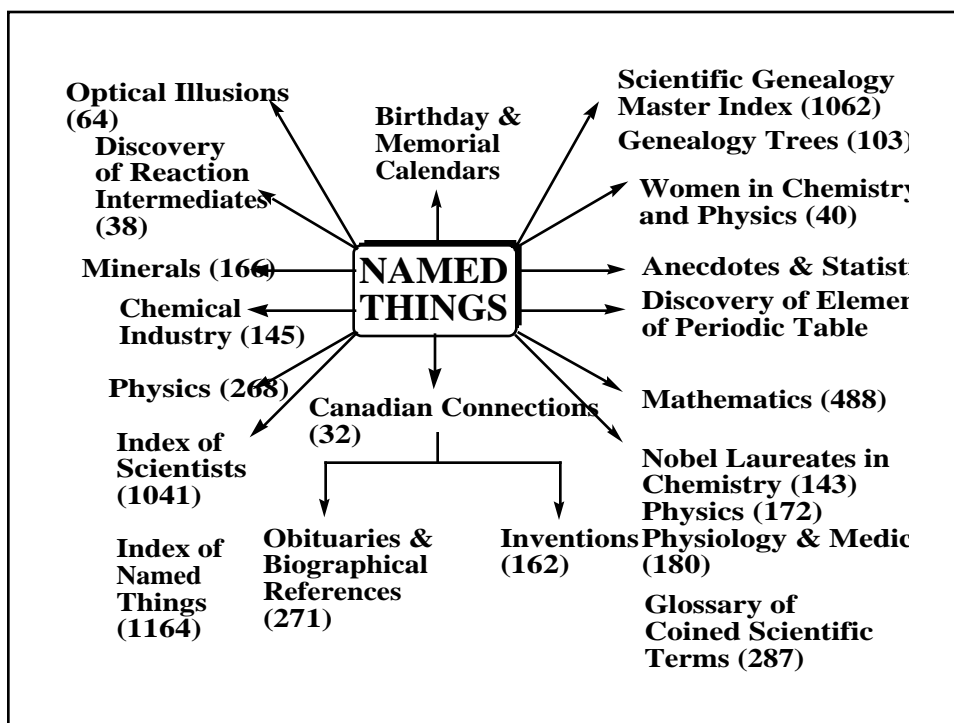 Optical Illusions
(64)
Discovery
of Reaction
Intermediates
(38)
Minerals (166)
Chemical
Industry (145)
Physics (268)
Index of
Scientists
(1041)
Index of
Named
Things
(1164)
Birthday &
Memorial
Calendars
NAMED
THINGS
Canadian Connections
(32)
Obituaries &
Biographical
References
(271)
Inventions
(162)
Scientific Genealogy
Master Index (1062)
Genealogy Trees (103)
Women in Chemistry
and Physics (40)
Anecdotes & Statisti
Discovery of Elemen
of Periodic Table
Mathematics (488)
Nobel Laureates in
Chemistry (143)
Physics (172)
Physiology & Medic
(180)
Glossary of
Coined Scientific
Terms (287)